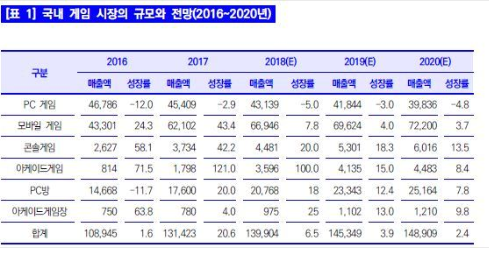 [표 1] 국내 게임 시장의 규모와 전망(2016~2020년)
구분 2016 2017 2018(E) 2019(E) 2020(E)
매출액 성장률 매출액 성장률 매출액 성장률 매출액 성장률 매출액 성장률
PC 게임 46,786 -12.0 45,409 -2.9 43,139 -5.0 41,844 -3.0 39,836 -4.8
모바일 게임 43,301 24.3 62,102 43.4 66,946 7.8 69,624 4.0 72,200 3.7
콘솔게임 2,627 58.1 3,734 42.2 4,481 20.0 5,301 18.3 6,016 13.5
아케이드게임 814 71.5 1,798 121.0 3,596 100.0 4,135 15.0 4,483 8.4
PC방 14,668 -11.7 17,600 20.0 20,768 18 23,343 12.4 25,164 7.8
아케이드게임장 750 63.8 780 4.0 975 25 1,102 13.0 1,210 9.8
합계 108,945 1.6 131,423 20.6 139,904 6.5 145,349 3.9 148,909 2.4